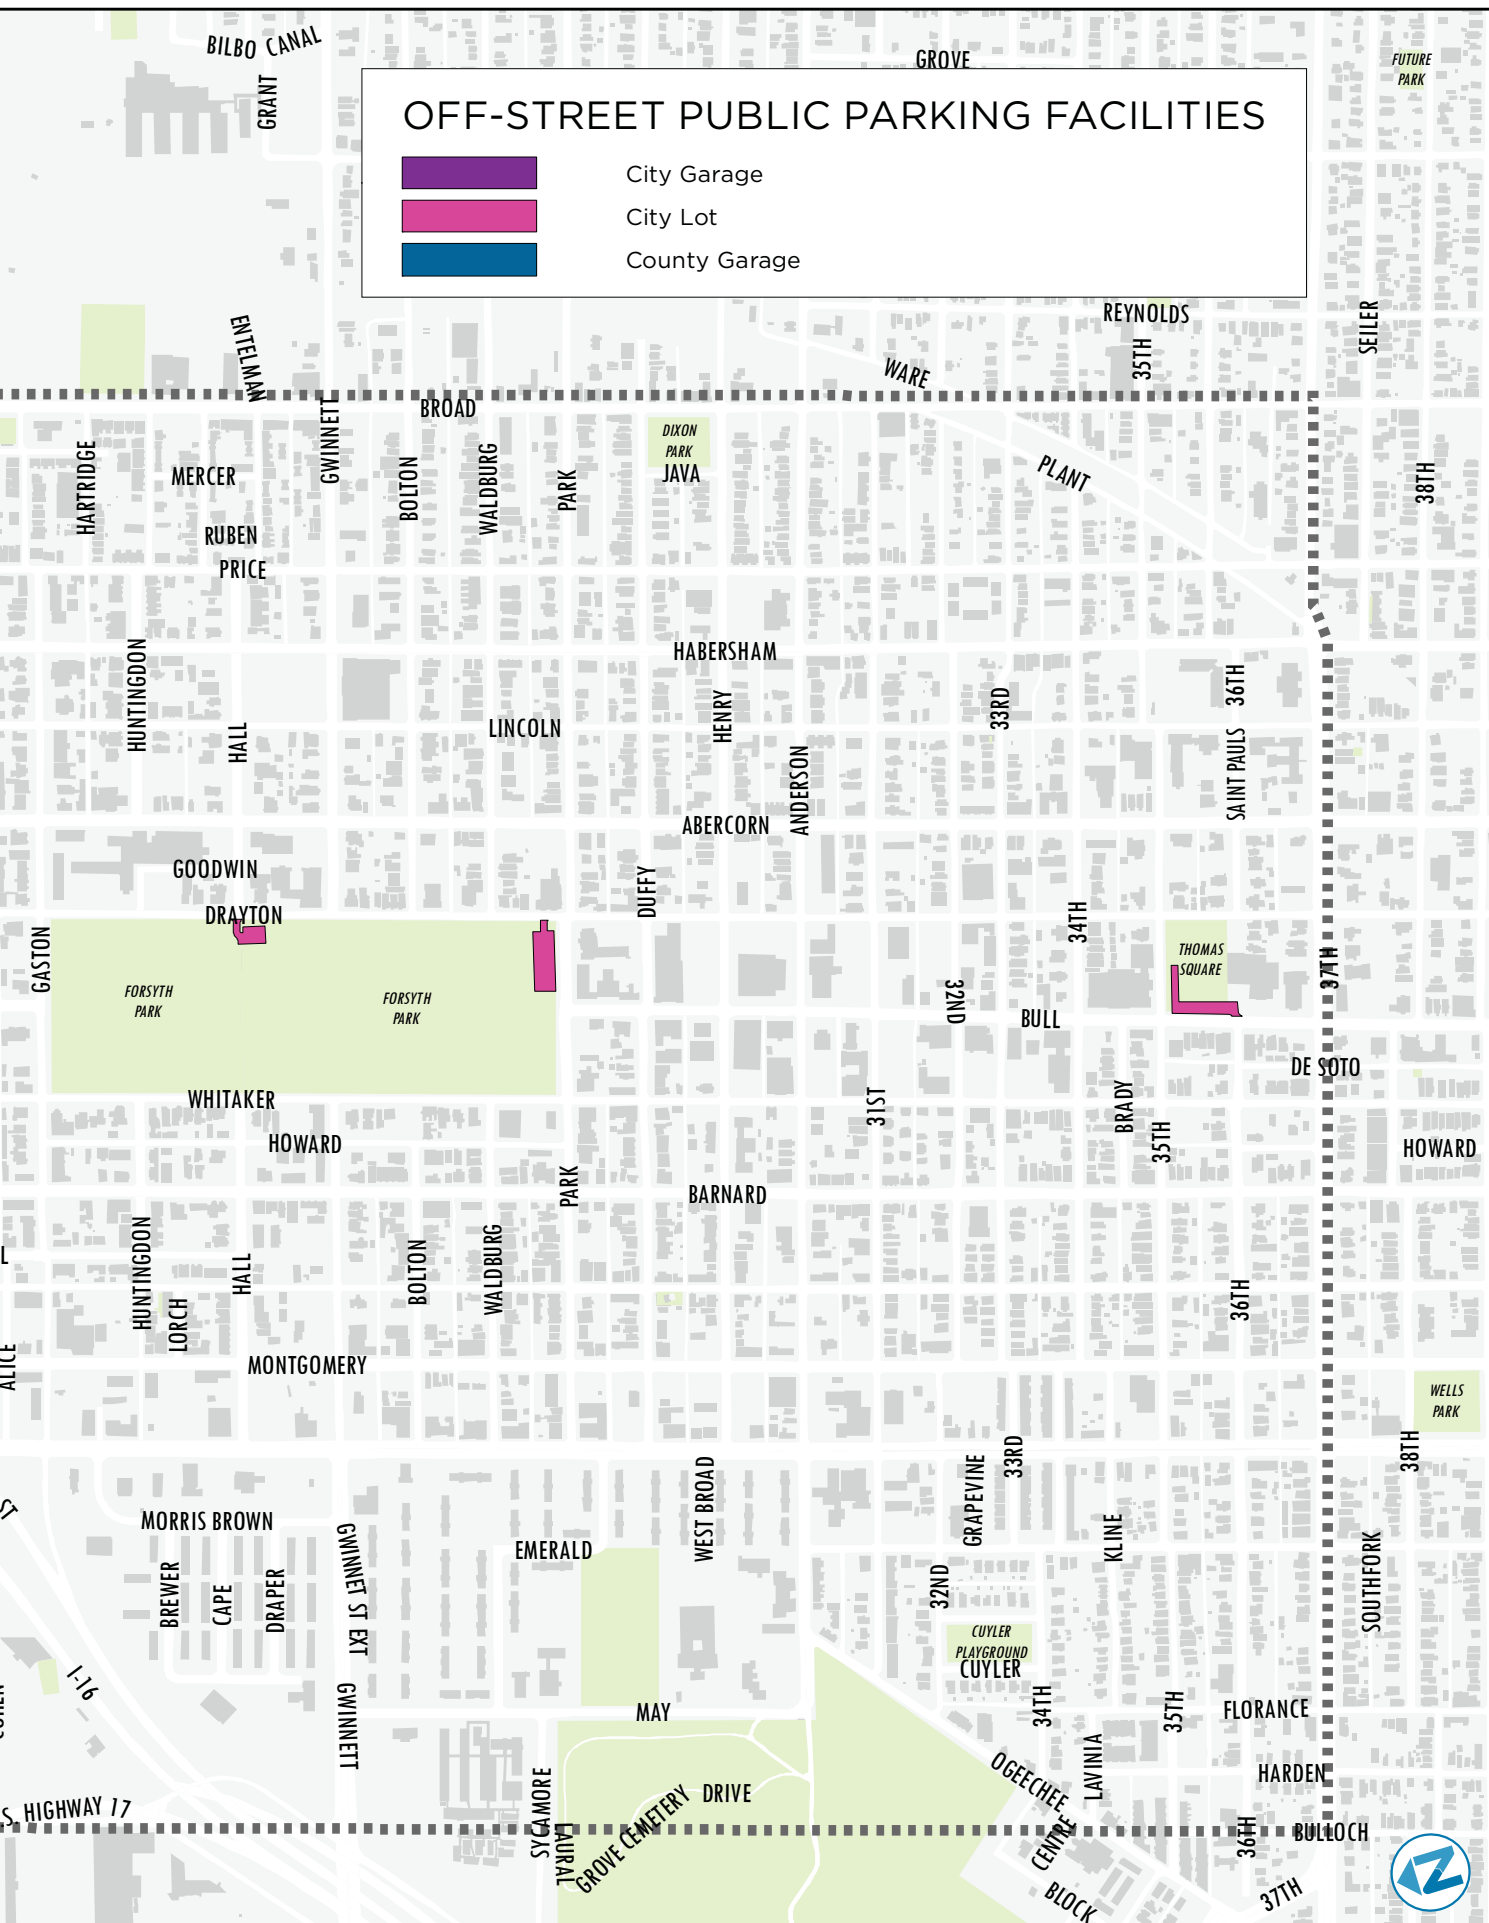 BILBO CANAL
GROVE
GRANT
FUTURE
PARK
OFF-STREET PUBLIC PARKING FACILITIES
City Garage
City Lot
County Garage
ENTELMAN
REYNOLDS
SEILER
35TH
WARE
BROAD
GWINNETT
DIXON
PARK
JAVA
HARTRIDGE
MERCER
BOLTON
WALDBURG
PARK
PLANT
38TH
RUBEN
PRICE
HABERSHAM
HUNTINGDON
HALL
LINCOLN
HENRY
33RD
36TH
ANDERSON
SAINT PAULS
ABERCORN
GOODWIN
DUFFY
DRAYTON
34TH
GASTON
THOMAS
SQUARE
37TH
FORSYTH
PARK
FORSYTH
PARK
32ND
BULL
DE SOTO
WHITAKER
31ST
BRADY
35TH
HOWARD
HOWARD
PARK
BARNARD
L
HUNTINGDON
HALL
BOLTON
WALDBURG
36TH
LORCH
ALICE
MONTGOMERY
WELLS
PARK
38TH
33RD
GRAPEVINE
WEST BROAD
ST
MORRIS BROWN
GWINNET ST EXT
EMERALD
KLINE
SOUTHFORK
BREWER
CAPE
DRAPER
32ND
CUYLER
PLAYGROUND
CUYLER
I-16
GWINNETT
MAY
34TH
35TH
FLORANCE
LAVINIA
OGEECHEE
HARDEN
S. HIGHWAY 17
SYCAMORE
DRIVE
LAURAL
GROVE CEMETERY
CENTRE
36TH
BULLOCH
BLOCK
37TH
Z